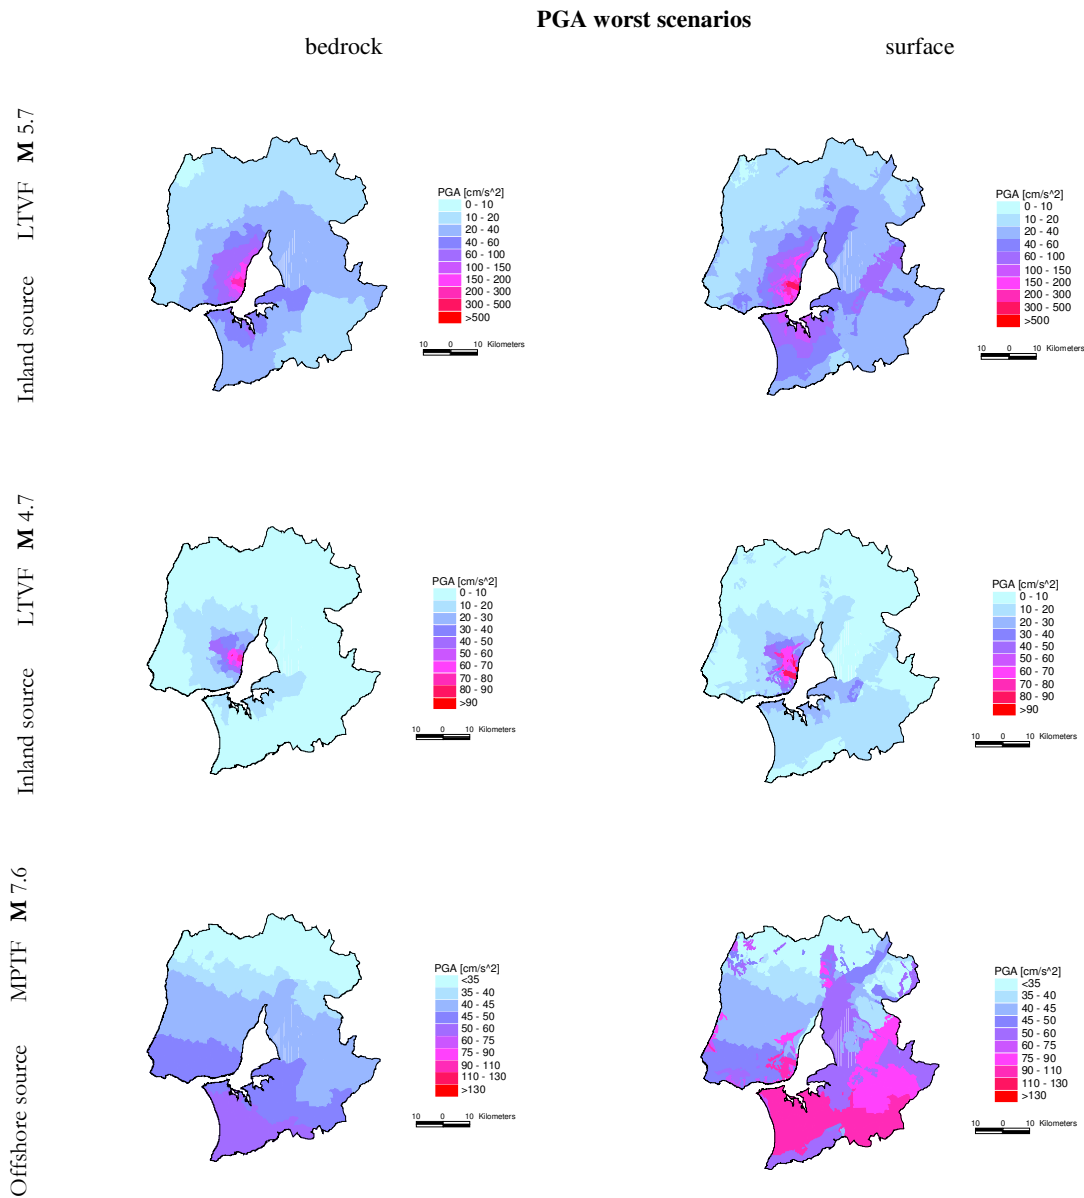 PGA worst scenarios
bedrock
surface
Inland source LTVF M 5.7
PGA [cm/s^2]
0 - 10
10 - 20
20 - 40
40 - 60
60 - 100
100 - 150
150 - 200
200 - 300
300 - 500
>500
10 0 10 Kilometers
PGA [cm/s^2]
0 - 10
10 - 20
20 - 40
40 - 60
60 - 100
100 - 150
150 - 200
200 - 300
300 - 500
>500
10 0 10 Kilometers
Inland source LTVF M 4.7
PGA [cm/s^2]
0 - 10
10 - 20
20 - 30
30 - 40
40 - 50
50 - 60
60 - 70
70 - 80
80 - 90
>90
10 0 10 Kilometers
PGA [cm/s^2]
0 - 10
10 - 20
20 - 30
30 - 40
40 - 50
50 - 60
60 - 70
70 - 80
80 - 90
>90
10 0 10 Kilometers
Offshore source MPTF M 7.6
PGA [cm/s^2]
<35
35 - 40
40 - 45
45 - 50
50 - 60
60 - 75
75 - 90
90 - 110
110 - 130
>130
10 0 10 Kilometers
PGA [cm/s^2]
<35
35 - 40
40 - 45
45 - 50
50 - 60
60 - 75
75 - 90
90 - 110
110 - 130
>130
10 0 10 Kilometers